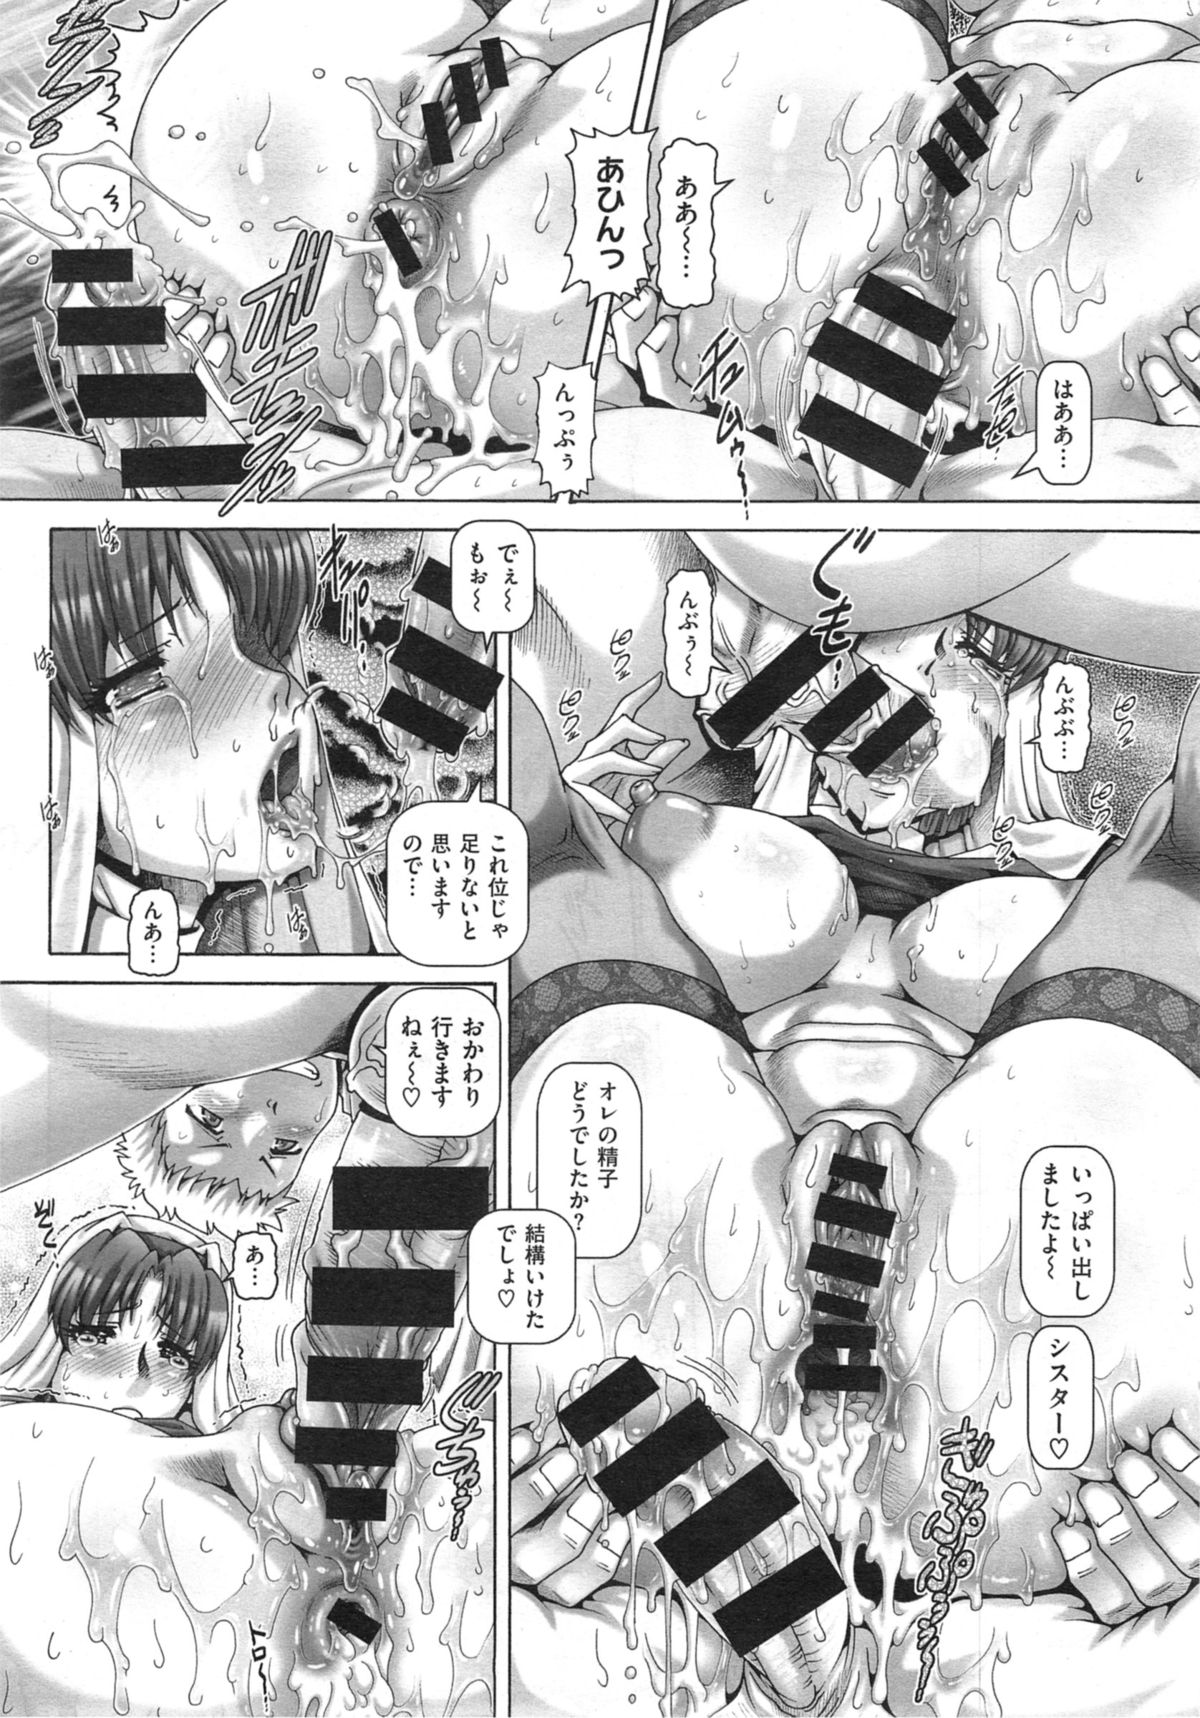 はああ…
ああ〜…
あひんっ
んっぷぅ
んぶぶ…
んぶぅ〜
いっぱい出し
ましたよ〜
シスター♡
オレの精子
どうでしたか?
結構いけた
でしょ♡
でぇ〜
もぉ〜
これ位じゃ
足りないと
思います
ので…
んあ…
おかわり
行きます
ねぇ〜♡
あ…